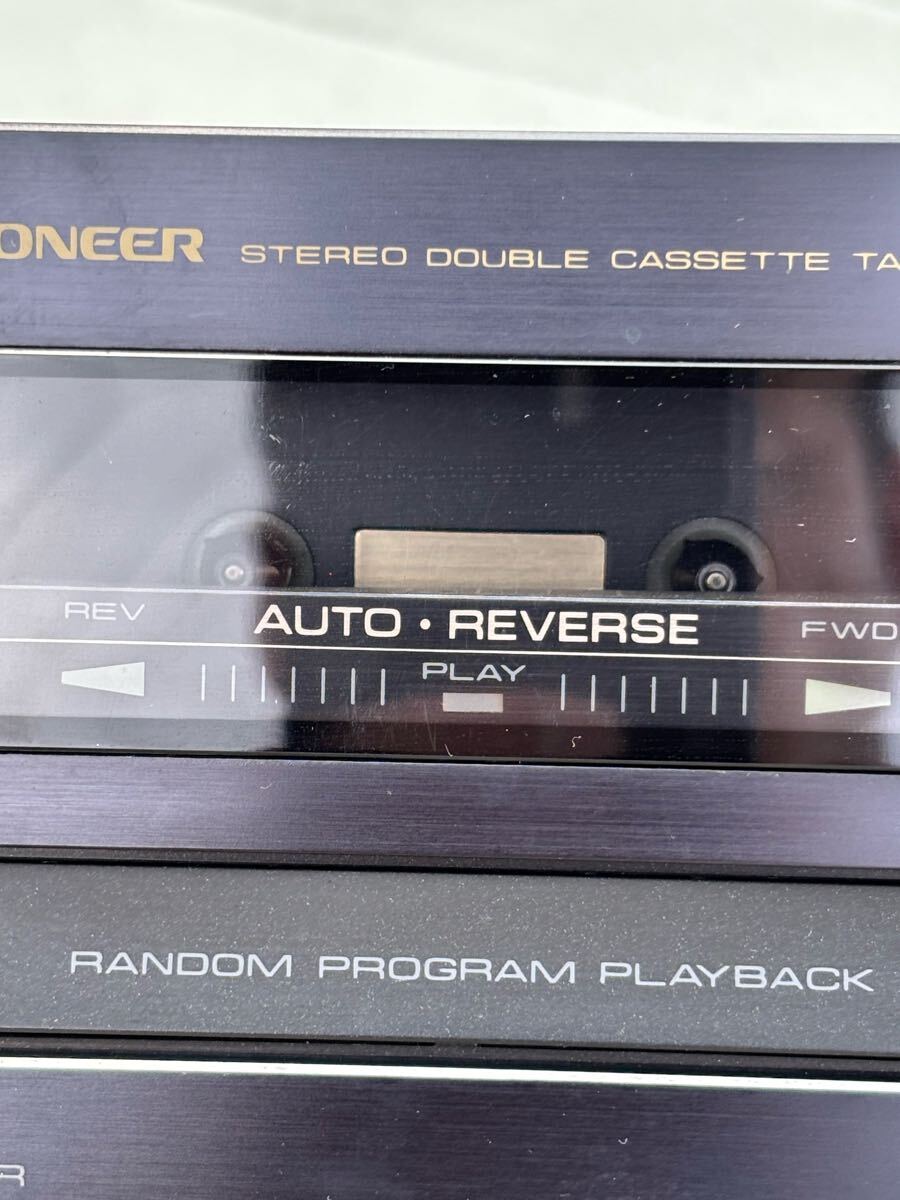 ONEER STEREO DOUBLE CASSETTE TA
REV AUTO • REVERSE FWD
PLAY
RANDOM PROGRAM PLAYBACK
R